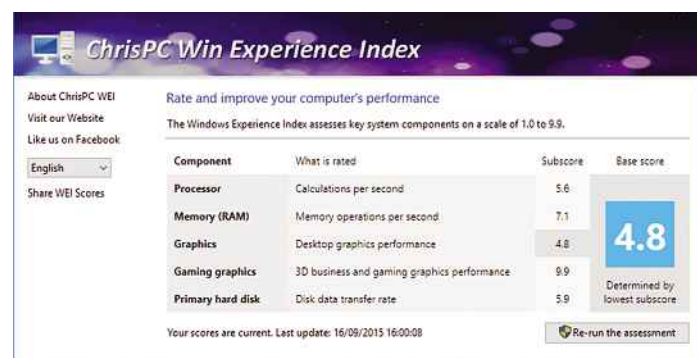 ChrisPC Win Experience Index
About ChrisPC WEI
Visit our Website
Like us on Facebook
English
Share WEI Scores
Rate and improve your computer's performance
The Windows Experience Index assesses key system components on a scale of 1.0 to 9.9.
Component What is rated Subscore Base score
Processor Calculations per second 5.6
Memory (RAM) Memory operations per second 7.1
Graphics Desktop graphics performance 4.8
Gaming graphics 3D business and gaming graphics performance 9.9
Primary hard disk Disk data transfer rate 5.9
4.8
Determined by
lowest subscore
Your scores are current. Last update: 16/09/2015 16:00:08
Re-run the assessment